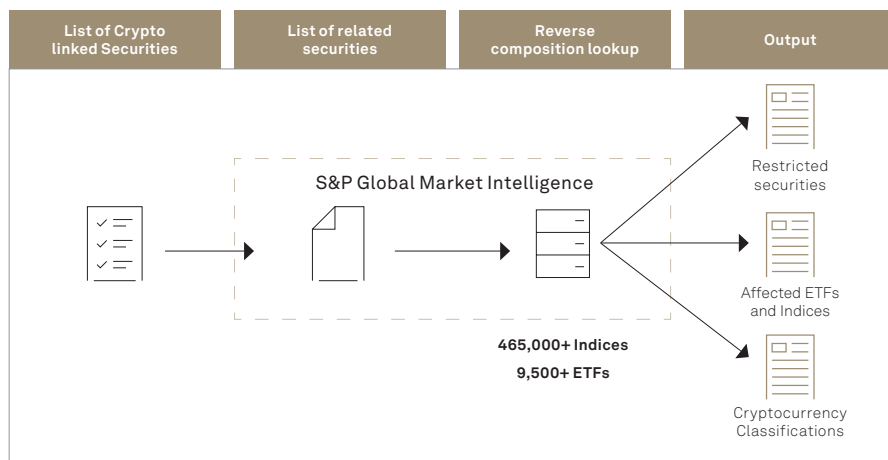 List of Crypto
linked Securities
List of related
securities
Reverse
composition lookup
Output
S&P Global Market Intelligence
465,000+ Indices
9,500+ ETFs
Restricted
securities
Affected ETFs
and Indices
Cryptocurrency
Classifications